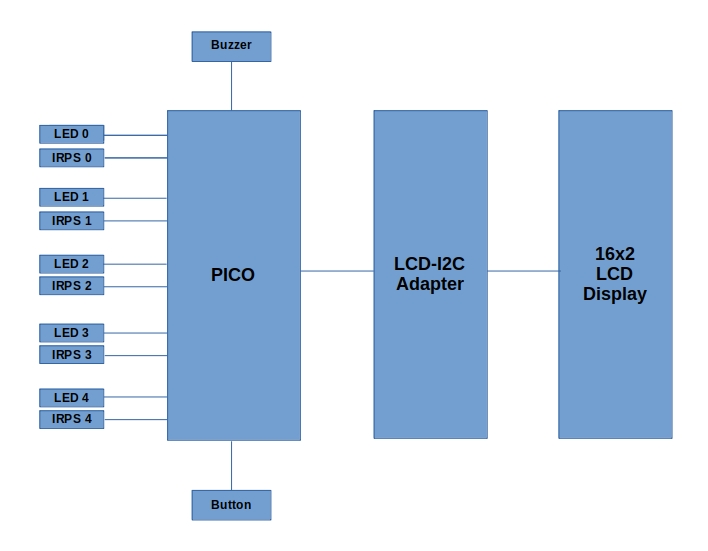 Buzzer
LED 0
IRPS 0
LED 1
IRPS 1
LED 2
IRPS 2
LED 3
IRPS 3
LED 4
IRPS 4
PICO
LCD-I2C
Adapter
16x2
LCD
Display
Button